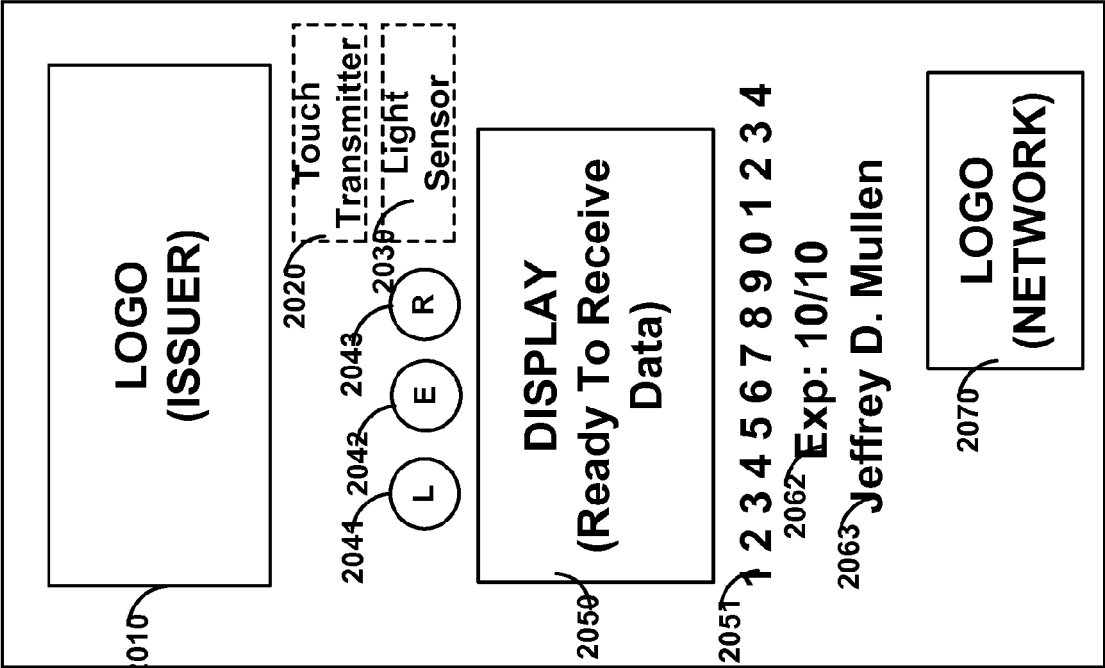 LOGO
(ISSUER)
2010
Touch
Transmitter
2020
Light
Sensor
2030
L E R
2041
2042
2043
DISPLAY
(Ready To Receive
Data)
2050
1 2 3 4 5 6 7 8 9 0 1 2 3 4
2051
Exp: 10/10
2062
Jeffrey D. Mullen
2063
LOGO
(NETWORK)
2070